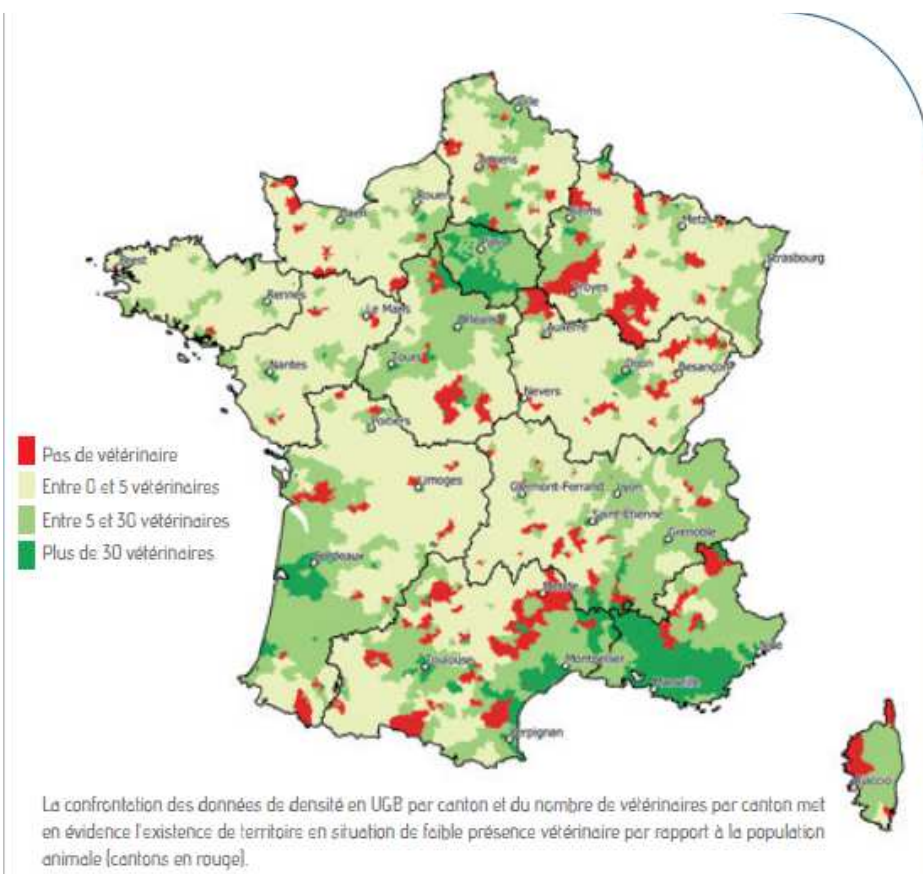 Lille
Amiens
Rouen
Caen
Reims
Metz
Paris
Strasbourg
Brest
Rennes
Le Mans
Troyes
Orléans
Auxerre
Tours
Nantes
Dijon
Besançon
Nevers
Poitiers
Pas de vétérinaire
Entre 0 et 5 vétérinaires
Entre 5 et 30 vétérinaires
Plus de 30 vétérinaires
Limoges
Clermont-Ferrand
Lyon
Saint-Etienne
Grenoble
Bordeaux
Mende
Toulouse
Montpellier
Nice
Marseille
Perpignan
Ajaccio
La confrontation des données de densité en UGB par canton et du nombre de vétérinaires par canton met
en évidence l'existence de territoire en situation de faible présence vétérinaire par rapport à la population
animale (cantons en rouge).